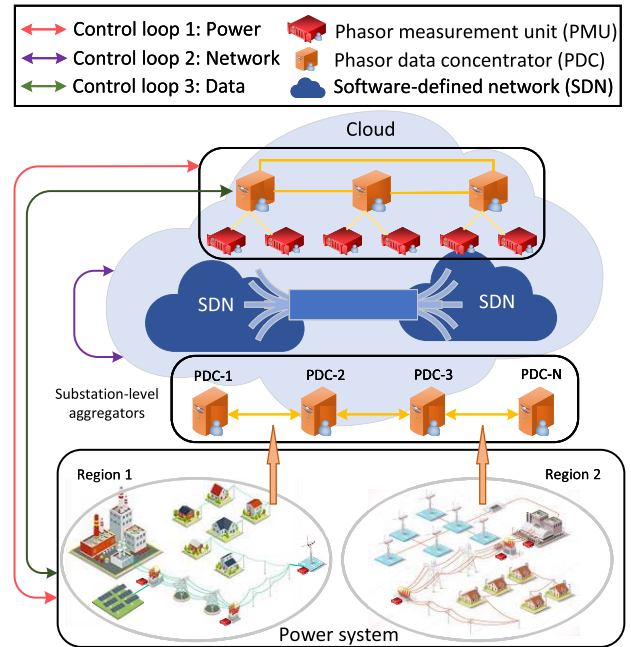 Control loop 1: Power
Phasor measurement unit (PMU)
Control loop 2: Network
Phasor data concentrator (PDC)
Control loop 3: Data
Software-defined network (SDN)
Cloud
SDN
SDN
PDC-1
PDC-2
PDC-3
PDC-N
Substation-level
aggregators
Region 1
Region 2
Power system